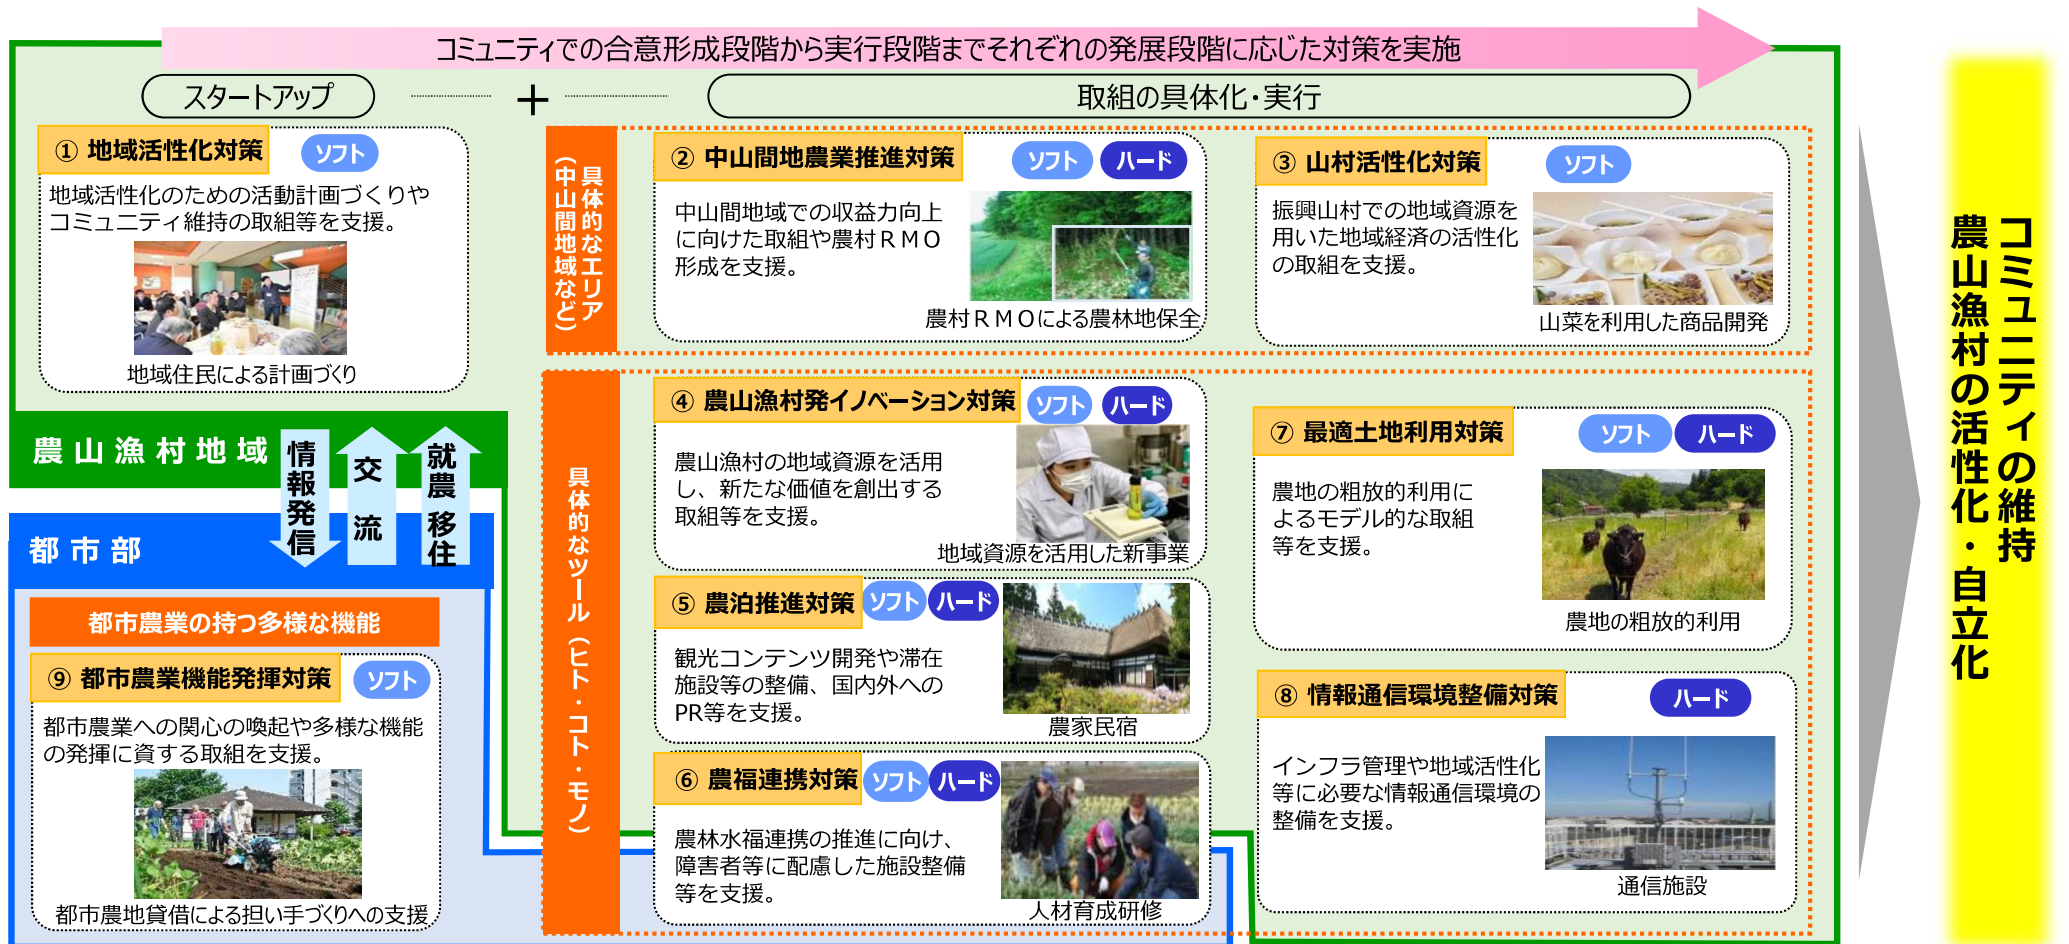 コミュニティでの合意形成段階から実行段階までそれぞれの発展段階に応じた対策を実施
スタートアップ
＋
取組の具体化・実行
① 地域活性化対策
ソフト
地域活性化のための活動計画づくりや
コミュニティ維持の取組等を支援。
地域住民による計画づくり
具体的なエリア
（中山間地域など）
② 中山間地農業推進対策
ソフト
ハード
中山間地域での収益力向上
に向けた取組や農村ＲＭＯ
形成を支援。
農村ＲＭＯによる農林地保全
③ 山村活性化対策
ソフト
振興山村での地域資源を
用いた地域経済の活性化
の取組を支援。
山菜を利用した商品開発
農山漁村地域
情報発信
交流
就農 移住
都市部
都市農業の持つ多様な機能
⑨ 都市農業機能発揮対策
ソフト
都市農業への関心の喚起や多様な機能
の発揮に資する取組を支援。
都市農地貸借による担い手づくりへの支援
具体的なツール（ヒト・コト・モノ）
④ 農山漁村発イノベーション対策
ソフト
ハード
農山漁村の地域資源を活用
し、新たな価値を創出する
取組等を支援。
地域資源を活用した新事業
⑤ 農泊推進対策
ソフト
ハード
観光コンテンツ開発や滞在
施設等の整備、国内外への
PR等を支援。
農家民宿
⑥ 農福連携対策
ソフト
ハード
農林水福連携の推進に向け、
障害者等に配慮した施設整備
等を支援。
人材育成研修
⑦ 最適土地利用対策
ソフト
ハード
農地の粗放的利用に
よるモデル的な取組
等を支援。
農地の粗放的利用
⑧ 情報通信環境整備対策
ハード
インフラ管理や地域活性化
等に必要な情報通信環境の
整備を支援。
通信施設
コミュニティの維持
農山漁村の活性化・自立化